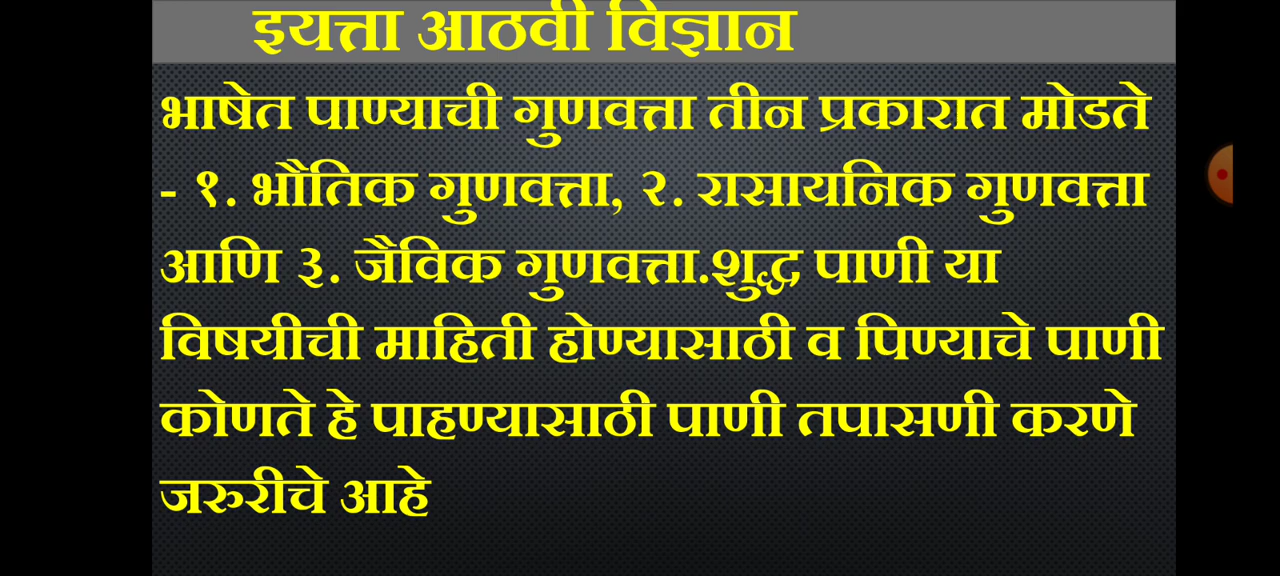 इयत्ता आठवी विज्ञान
भाषेत पाण्याची गुणवत्ता तीन प्रकारात मोडते
- १. भौतिक गुणवत्ता, २. रासायनिक गुणवत्ता
आणि ३. जैविक गुणवत्ता.शुद्ध पाणी या
विषयीची माहिती होण्यासाठी व पिण्याचे पाणी
कोणते हे पाहण्यासाठी पाणी तपासणी करणे
जरुरीचे आहे